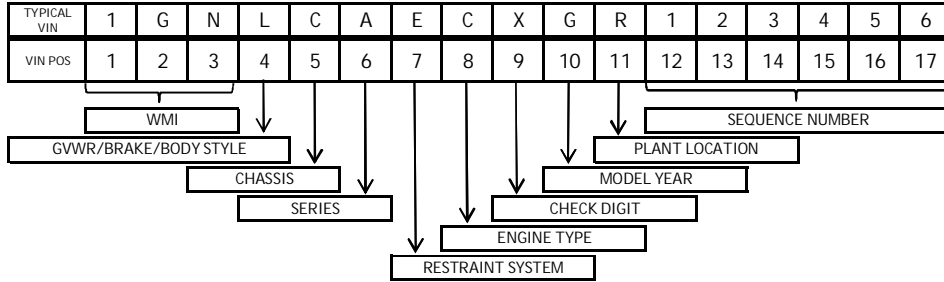 TYPICAL VIN 1 G N L C A E C X G R 1 2 3 4 5 6
VIN POS 1 2 3 4 5 6 7 8 9 10 11 12 13 14 15 16 17
WMI SEQUENCE NUMBER
GVWR/BRAKE/BODY STYLE PLANT LOCATION
CHASSIS MODEL YEAR
SERIES CHECK DIGIT
ENGINE TYPE
RESTRAINT SYSTEM